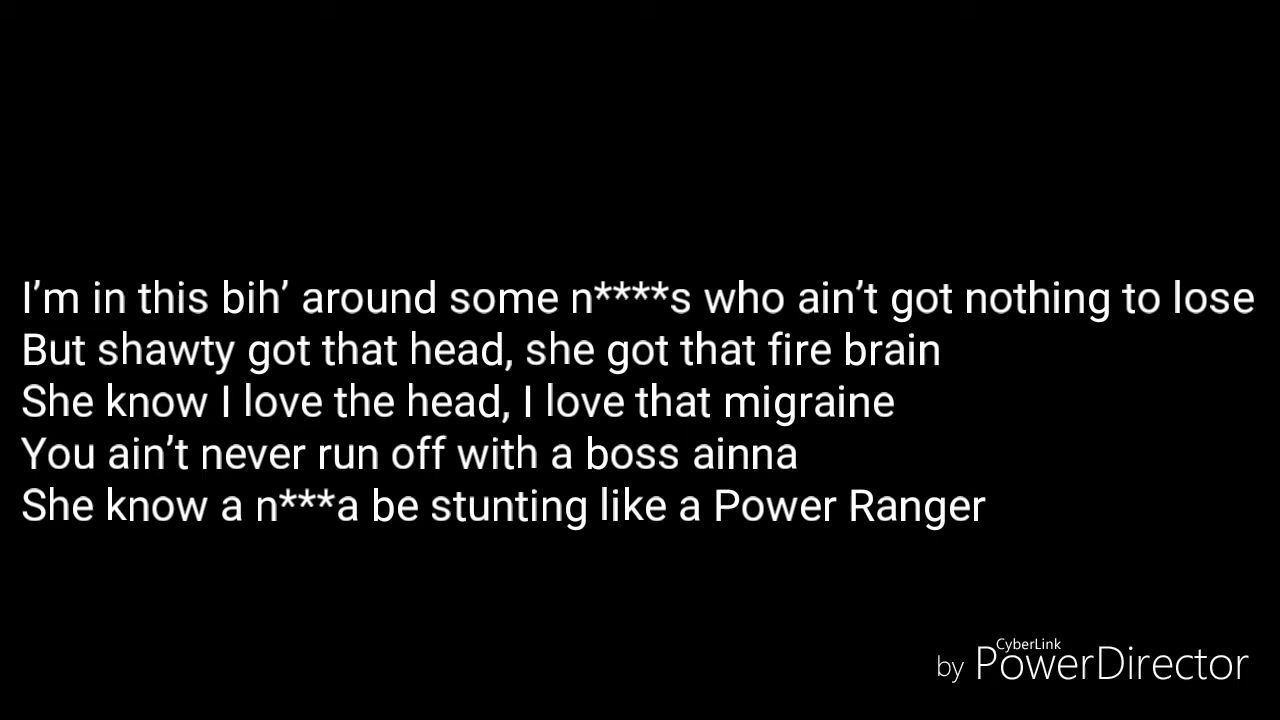 I’m in this bih’ around some n****s who ain’t got nothing to lose
But shawty got that head, she got that fire brain
She know I love the head, I love that migraine
You ain’t never run off with a boss ainna
She know a n***a be stunting like a Power Ranger
CyberLink
by PowerDirector